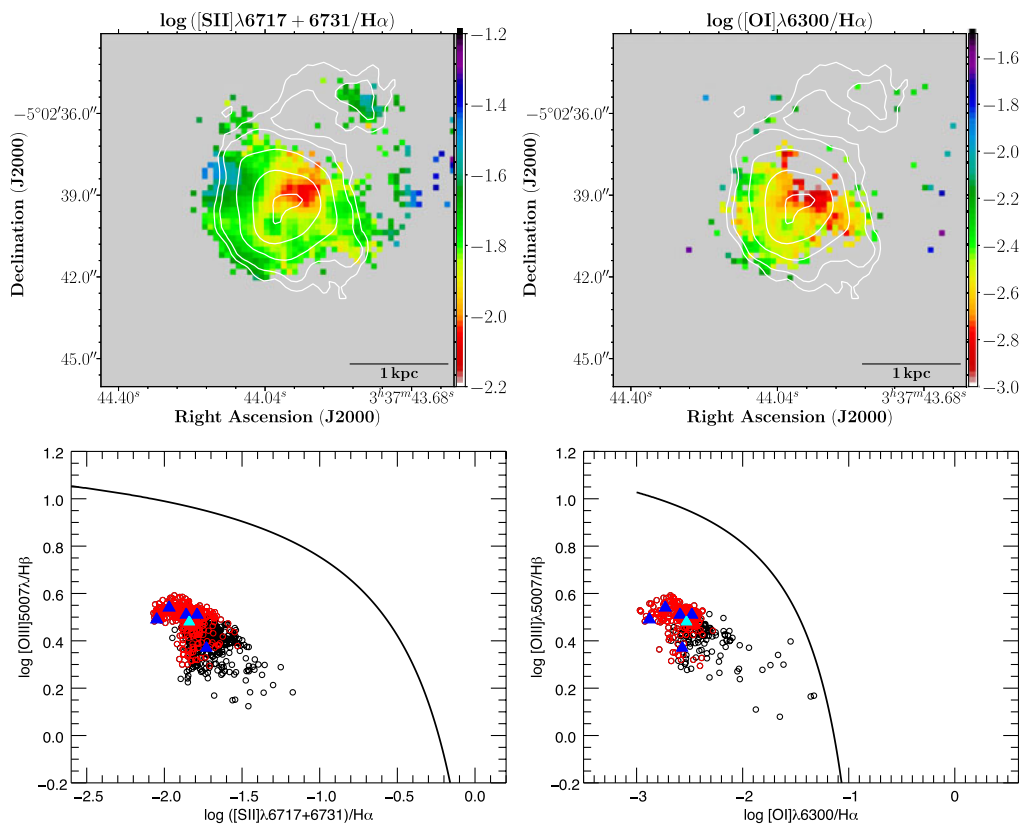 log ([SII]λ6717 + 6731/Hα)
−1.2
−1.4
−1.6
−1.8
−2.0
−2.2
−5°02′36.0″
39.0″
42.0″
45.0″
Declination (J2000)
1 kpc
44.40ˢ
44.04ˢ
3ʰ37ᵐ43.68ˢ
Right Ascension (J2000)
log ([OI]λ6300/Hα)
−1.6
−1.8
−2.0
−2.2
−2.4
−2.6
−2.8
−3.0
−5°02′36.0″
39.0″
42.0″
45.0″
Declination (J2000)
1 kpc
44.40ˢ
44.04ˢ
3ʰ37ᵐ43.68ˢ
Right Ascension (J2000)
1.2
1.0
0.8
0.6
0.4
0.2
0.0
-0.2
log [OIII]5007λ/Hβ
-2.5
-2.0
-1.5
-1.0
-0.5
0.0
log ([SII]λ6717+6731)/Hα
1.2
1.0
0.8
0.6
0.4
0.2
0.0
-0.2
log [OIII]λ5007/Hβ
-3
-2
-1
0
log [OI]λ6300/Hα